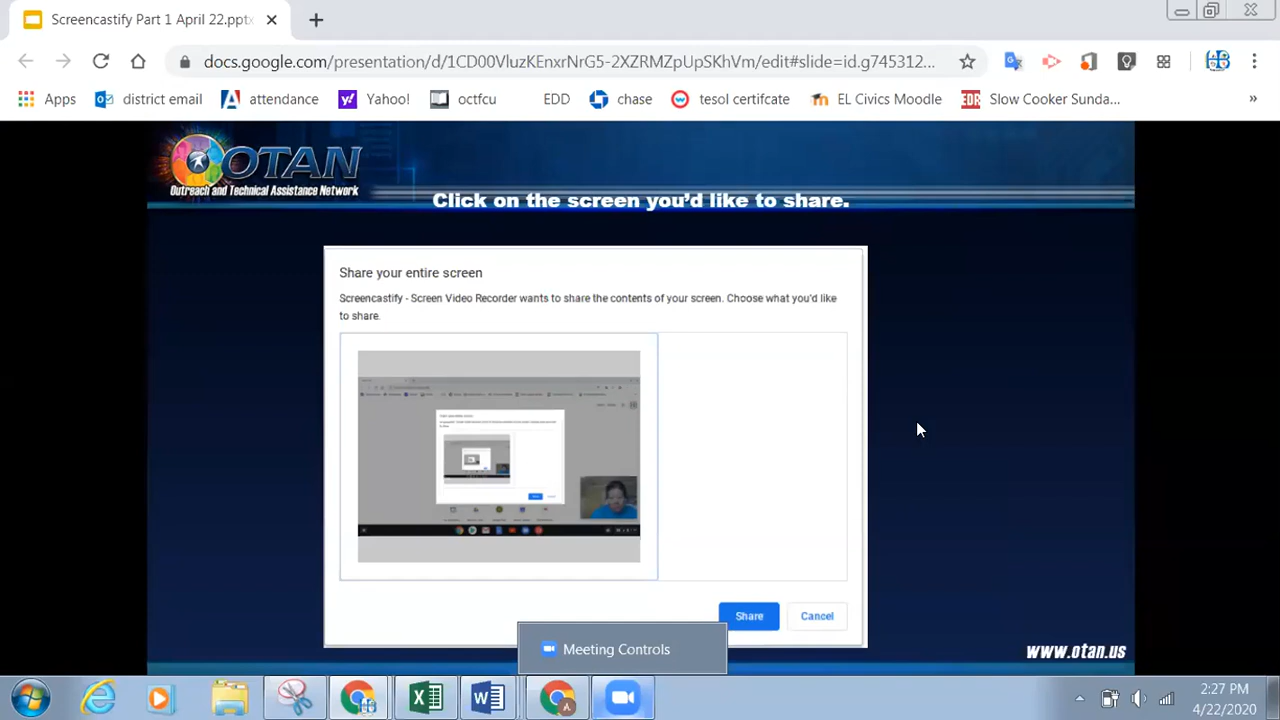 Screencastify Part 1 April 22.pptx
docs.google.com/presentation/d/1CD00VluzKEnxrNrG5-2XZRMZpUpSKhVm/edit#slide=id.g745312...
Apps district email attendance Yahoo! octfcu EDD chase tesol certifcate EL Civics Moodle EDR Slow Cooker Sunda... »
OTAN
Outreach and Technical Assistance Network
Click on the screen you'd like to share.
Share your entire screen
Screencastify - Screen Video Recorder wants to share the contents of your screen. Choose what you'd like
to share.
Share Cancel
Meeting Controls
www.otan.us
2:27 PM
4/22/2020